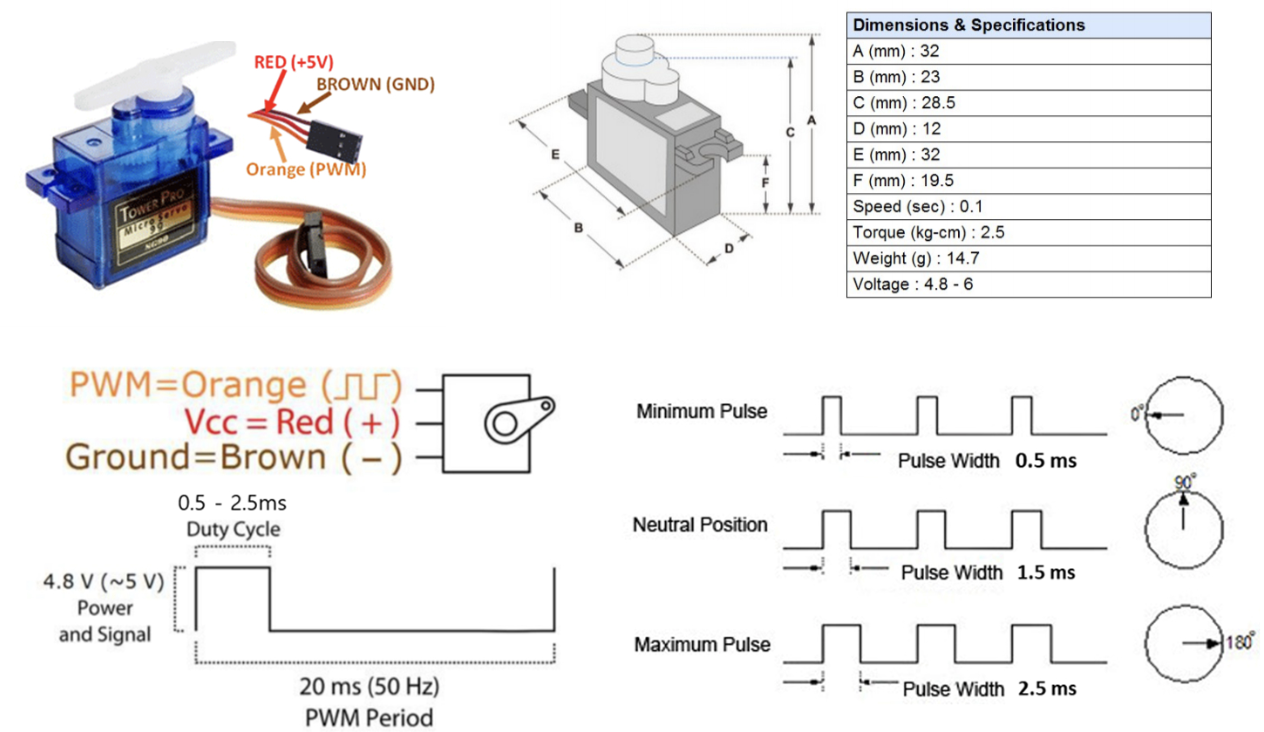 RED (+5V)
BROWN (GND)
Orange (PWM)
TOWER PRO
Micro Servo
9g
SG90
A
C
E
F
B
D
Dimensions & Specifications
A (mm) : 32
B (mm) : 23
C (mm) : 28.5
D (mm) : 12
E (mm) : 32
F (mm) : 19.5
Speed (sec) : 0.1
Torque (kg-cm) : 2.5
Weight (g) : 14.7
Voltage : 4.8 - 6
PWM=Orange ( )
Vcc = Red ( + )
Ground=Brown ( – )
0.5 - 2.5ms
Duty Cycle
4.8 V (~5 V)
Power
and Signal
20 ms (50 Hz)
PWM Period
Minimum Pulse
Pulse Width 0.5 ms
0°
Neutral Position
Pulse Width 1.5 ms
90°
Maximum Pulse
Pulse Width 2.5 ms
180°